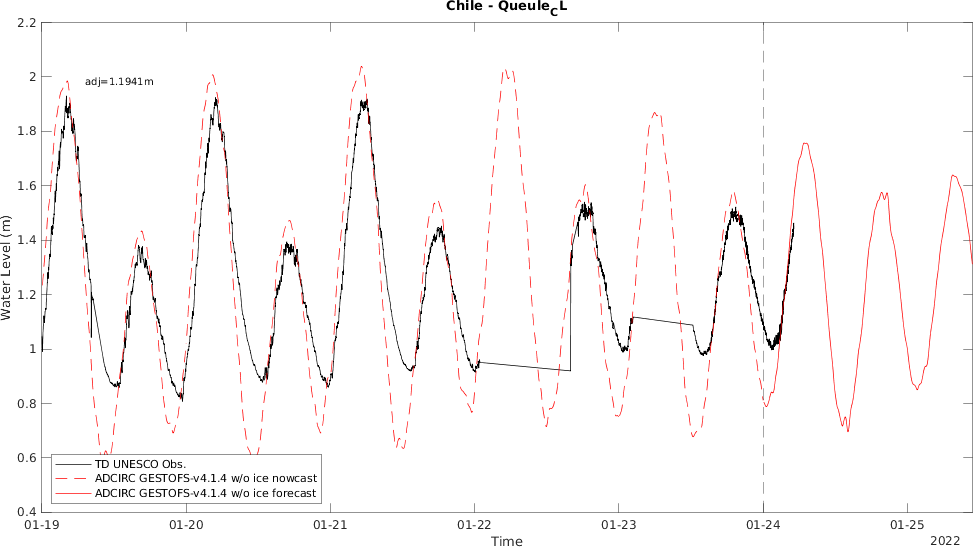 Chile - Queule_CL
adj=1.1941m
2.2
2
1.8
1.6
1.4
1.2
1
0.8
0.6
0.4
Water Level (m)
TD UNESCO Obs.
ADCIRC GESTOFS-v4.1.4 w/o ice nowcast
ADCIRC GESTOFS-v4.1.4 w/o ice forecast
01-19 01-20 01-21 01-22 01-23 01-24 01-25
Time
2022